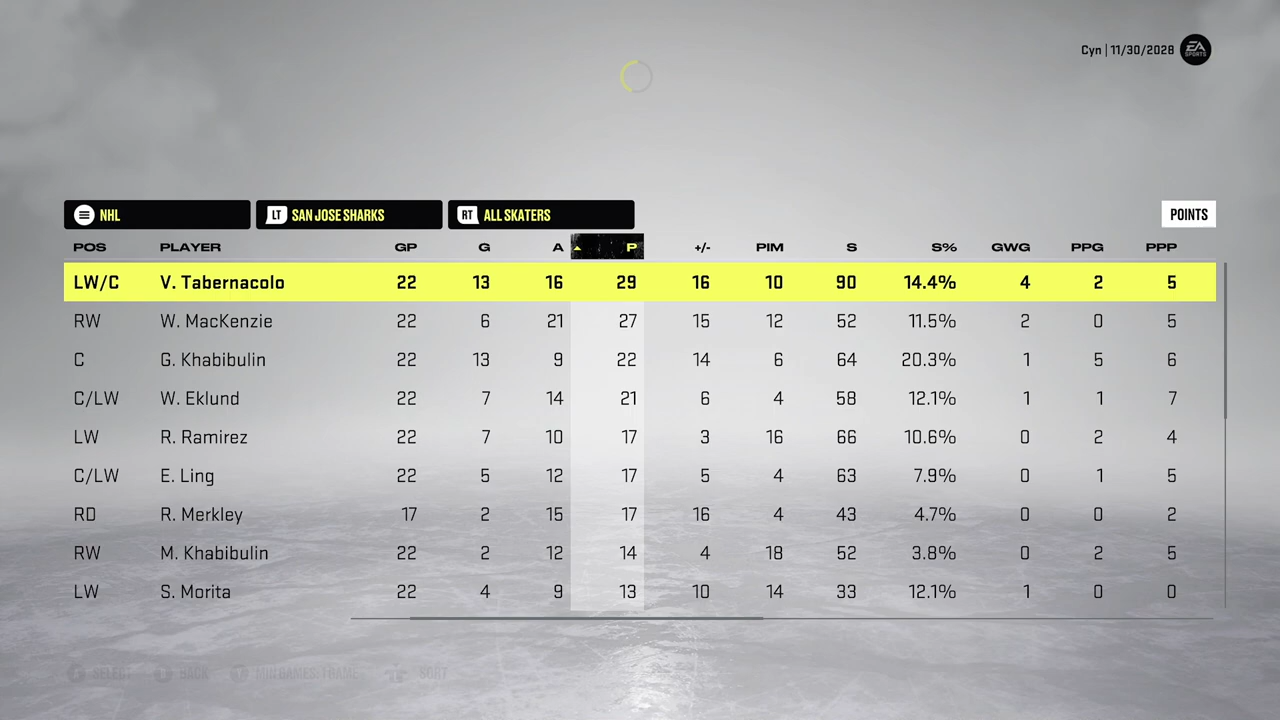 Cyn | 11/30/2028 EA SPORTS
NHL LT SAN JOSE SHARKS RT ALL SKATERS POINTS
POS PLAYER GP G A P +/- PIM S S% GWG PPG PPP
LW/C V. Tabernacolo 22 13 16 29 16 10 90 14.4% 4 2 5
RW W. MacKenzie 22 6 21 27 15 12 52 11.5% 2 0 5
C G. Khabibulin 22 13 9 22 14 6 64 20.3% 1 5 6
C/LW W. Eklund 22 7 14 21 6 4 58 12.1% 1 1 7
LW R. Ramirez 22 7 10 17 3 16 66 10.6% 0 2 4
C/LW E. Ling 22 5 12 17 5 4 63 7.9% 0 1 5
RD R. Merkley 17 2 15 17 16 4 43 4.7% 0 0 2
RW M. Khabibulin 22 2 12 14 4 18 52 3.8% 0 2 5
LW S. Morita 22 4 9 13 10 14 33 12.1% 1 0 0
SELECT BACK SORT